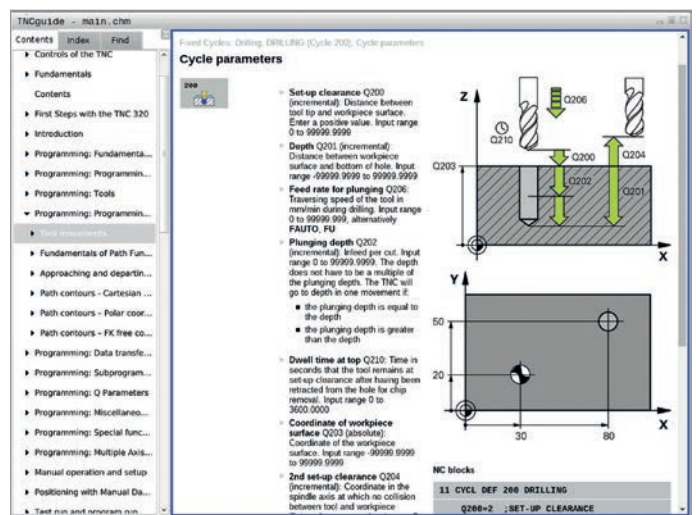 TNCguide - main.chm
Contents Index Find
Controls of the TNC
Fundamentals
Contents
First Steps with the TNC 320
Introduction
Programming: Fundamenta...
Programming: Programmin...
Programming: Tools
Programming: Programmin...
Tool movements
Fundamentals of Path Fun...
Approaching and departin...
Path contours - Cartesian ...
Path contours - Polar coor...
Path contours - FK free co...
Programming: Data transfe...
Programming: Subprogram...
Programming: Q Parameters
Programming: Miscellaneo...
Programming: Special func...
Programming: Multiple Axis...
Manual operation and setup
Positioning with Manual Da...
Test run and program run
Fixed Cycles: Drilling, DRILLING (Cycle 200), Cycle parameters
Cycle parameters
200
Set-up clearance Q200
(incremental): Distance between
tool tip and workpiece surface.
Enter a positive value. Input range
0 to 99999.9999
Depth Q201 (incremental):
Distance between workpiece
surface and bottom of hole. Input
range -99999.9999 to 99999.9999
Feed rate for plunging Q206:
Traversing speed of the tool in
mm/min during drilling. Input range
0 to 99999.999, alternatively
FAUTO, FU
Plunging depth Q202
(incremental): Infeed per cut. Input
range 0 to 99999.9999. The depth
does not have to be a multiple of
the plunging depth. The TNC will
go to depth in one movement if:
the plunging depth is equal to
the depth
the plunging depth is greater
than the depth
Dwell time at top Q210: Time in
seconds that the tool remains at
set-up clearance after having been
retracted from the hole for chip
removal. Input range 0 to
3600.0000
Coordinate of workpiece
surface Q203 (absolute):
Coordinate of the workpiece
surface. Input range -99999.9999
to 99999.9999
2nd set-up clearance Q204
(incremental): Coordinate in the
spindle axis at which no collision
between tool and workpiece
Z
Q206
Q210
Q200
Q204
Q203
Q202
Q201
X
Y
50
20
30
80
X
NC blocks
11 CYCL DEF 200 DRILLING
Q200=2 ;SET-UP CLEARANCE